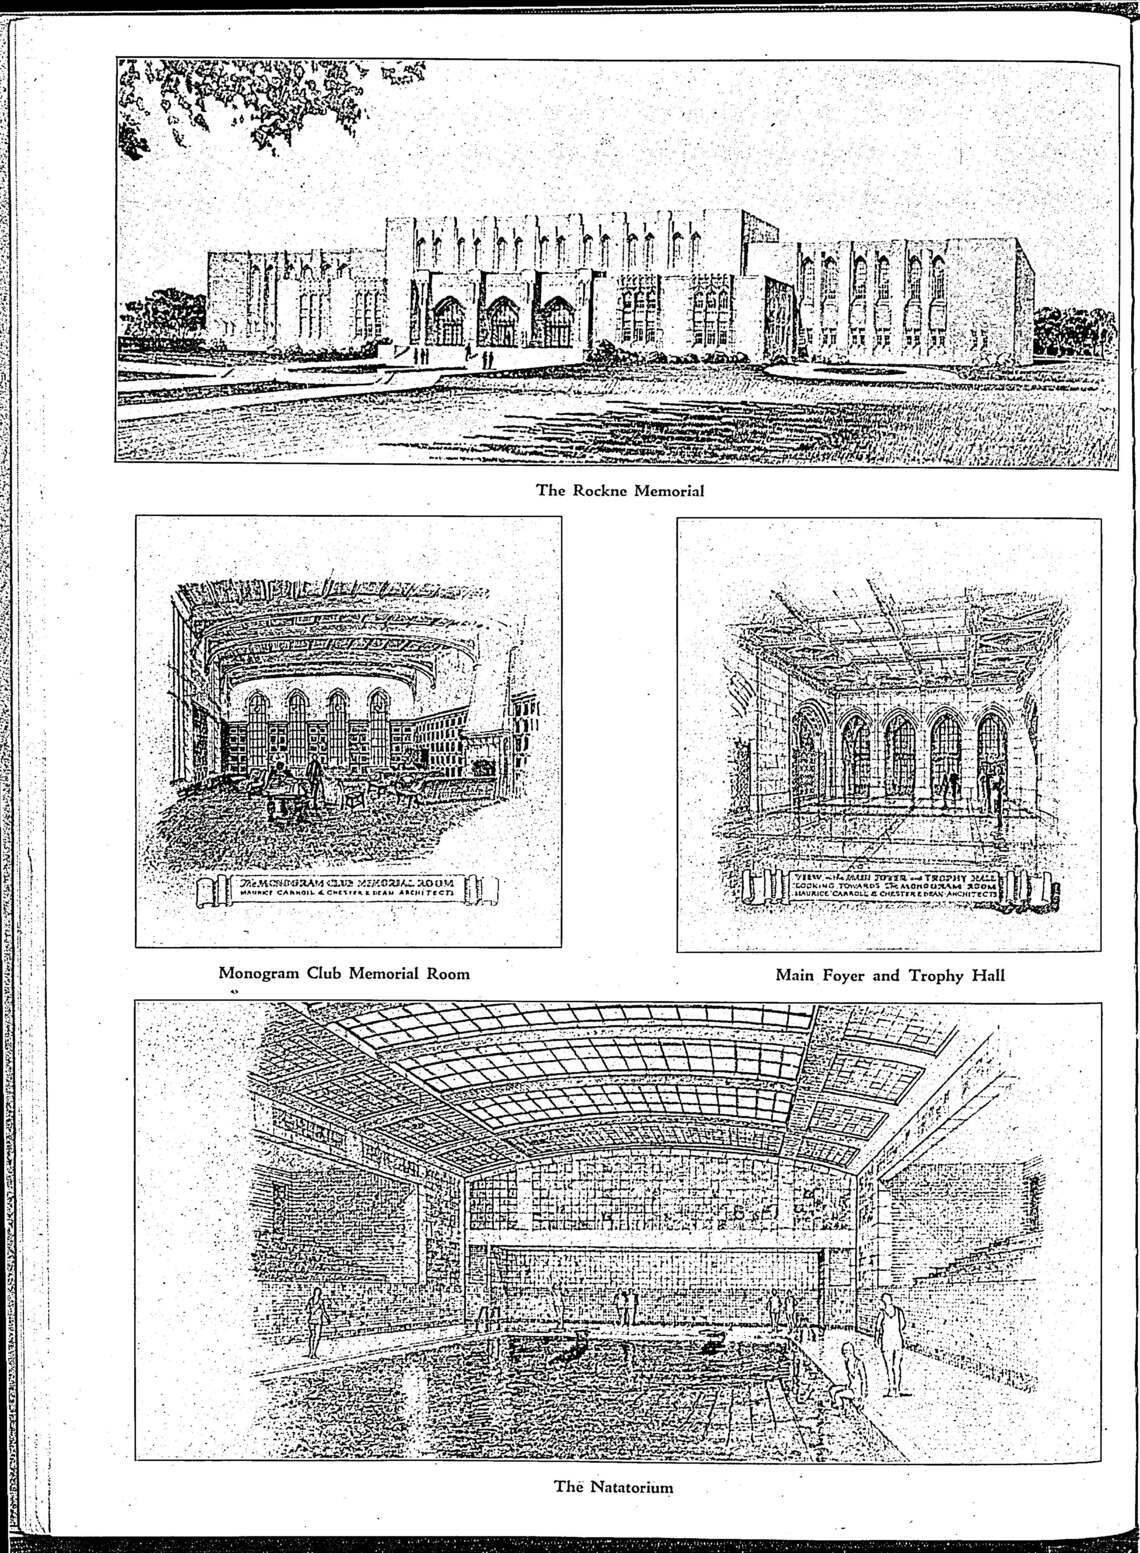 The Rockne Memorial
The MONOGRAM CLUB MEMORIAL ROOM
MAURICE CARROLL & CHESTER E DEAN ARCHITECTS
VIEW in the MAIN FOYER and TROPHY HALL
LOOKING TOWARDS The MONOGRAM ROOM
MAURICE CARROLL & CHESTER E DEAN ARCHITECTS
Monogram Club Memorial Room
Main Foyer and Trophy Hall
The Natatorium